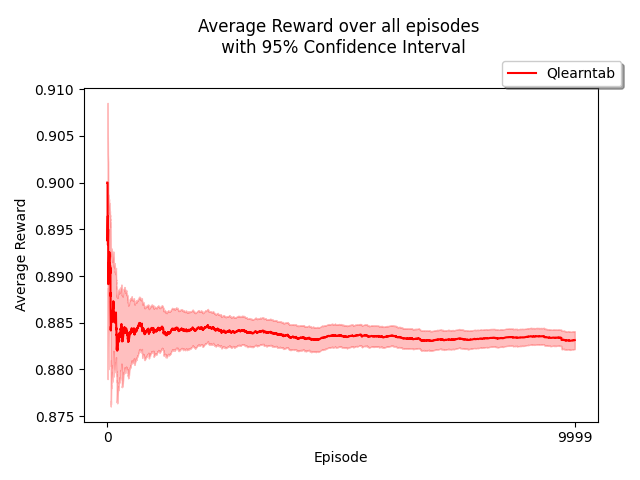 Average Reward over all episodes
with 95% Confidence Interval
Qlearntab
0.910
0.905
0.900
0.895
0.890
0.885
0.880
0.875
Average Reward
0
9999
Episode